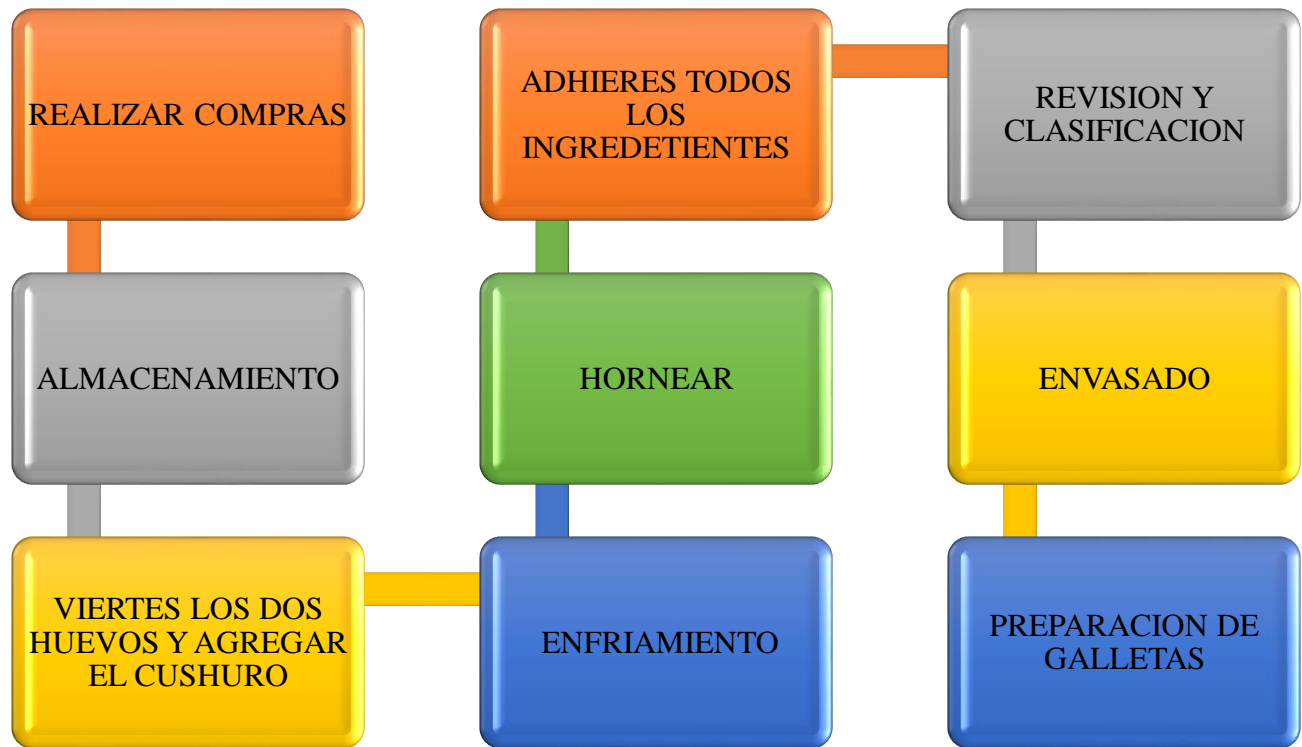 REALIZAR COMPRAS
ALMACENAMIENTO
VIERTES LOS DOS
HUEVOS Y AGREGAR
EL CUSHURO
ENFRIAMIENTO
HORNEAR
ADHIERES TODOS
LOS
INGREDETIENTES
REVISION Y
CLASIFICACION
ENVASADO
PREPARACION DE
GALLETAS